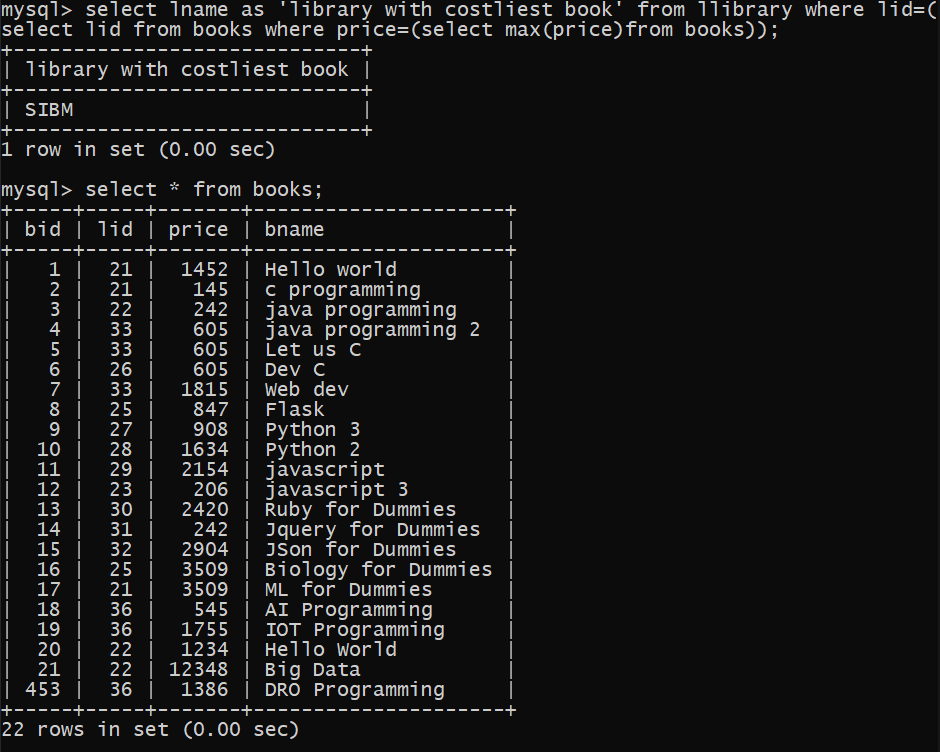 mysql> select lname as 'library with costliest book' from llibrary where lid=(
select lid from books where price=(select max(price)from books));
+-----------------------------+
| library with costliest book |
+-----------------------------+
| SIBM                        |
+-----------------------------+
1 row in set (0.00 sec)

mysql> select * from books;
+-----+-----+-------+---------------------+
| bid | lid | price | bname               |
+-----+-----+-------+---------------------+
|   1 |  21 |  1452 | Hello world         |
|   2 |  21 |   145 | c programming       |
|   3 |  22 |   242 | java programming    |
|   4 |  33 |   605 | java programming 2  |
|   5 |  33 |   605 | Let us C            |
|   6 |  26 |   605 | Dev C               |
|   7 |  33 |  1815 | Web dev             |
|   8 |  25 |   847 | Flask               |
|   9 |  27 |   908 | Python 3            |
|  10 |  28 |  1634 | Python 2            |
|  11 |  29 |  2154 | javascript          |
|  12 |  23 |   206 | javascript 3        |
|  13 |  30 |  2420 | Ruby for Dummies    |
|  14 |  31 |   242 | Jquery for Dummies  |
|  15 |  32 |  2904 | JSon for Dummies    |
|  16 |  25 |  3509 | Biology for Dummies |
|  17 |  21 |  3509 | ML for Dummies      |
|  18 |  36 |   545 | AI Programming      |
|  19 |  36 |  1755 | IOT Programming     |
|  20 |  22 |  1234 | Hello World         |
|  21 |  22 | 12348 | Big Data            |
| 453 |  36 |  1386 | DRO Programming     |
+-----+-----+-------+---------------------+
22 rows in set (0.00 sec)